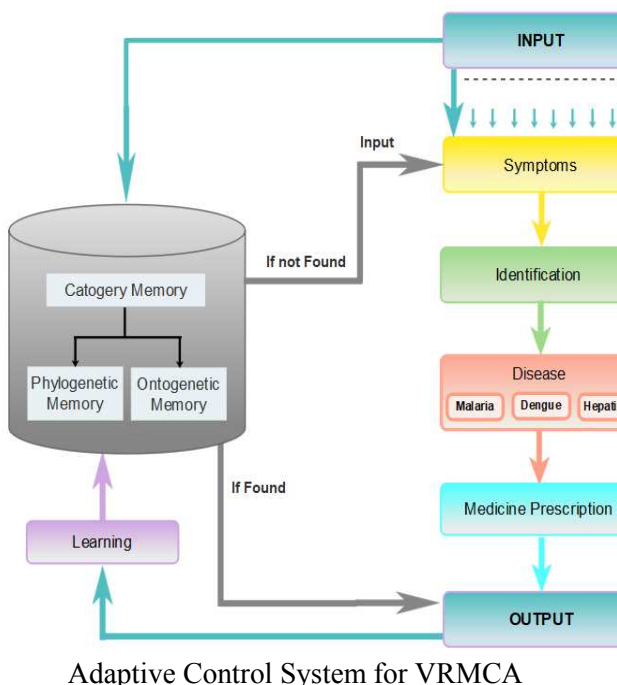 INPUT
Input
Symptoms
If not Found
Identification
Catogery Memory
Phylogenetic
Memory
Ontogenetic
Memory
Disease
Malaria
Dengue
Hepati
If Found
Medicine Prescription
Learning
OUTPUT
Adaptive Control System for VRMCA